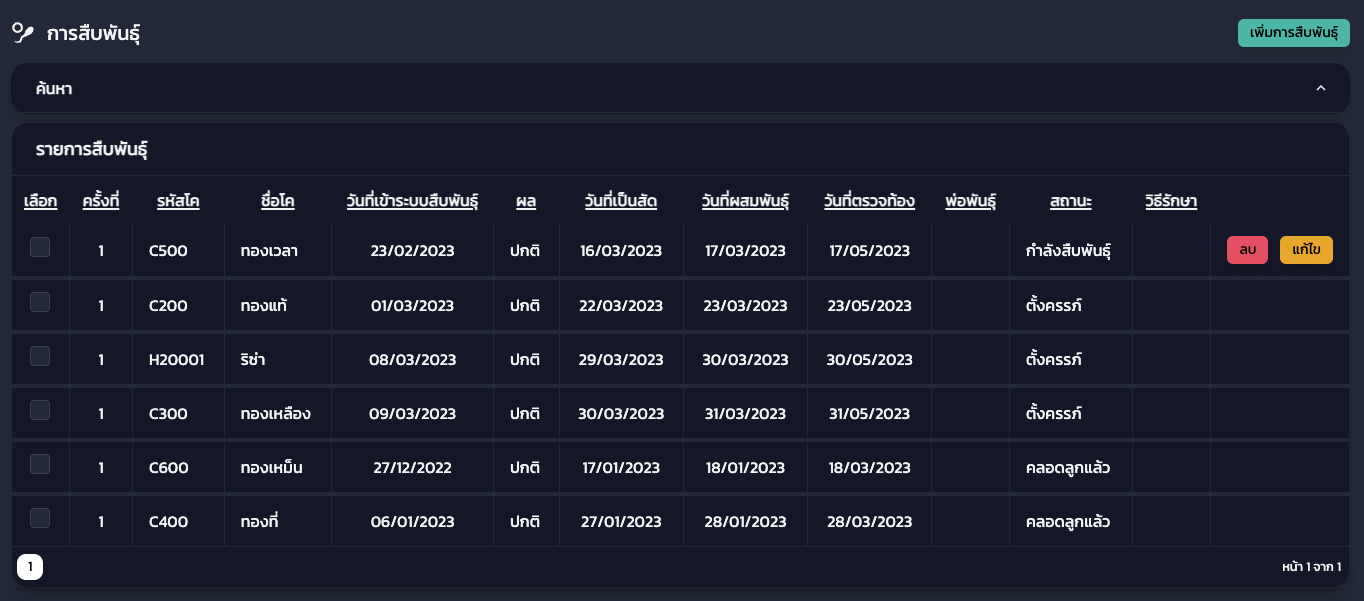 การสืบพันธุ์ เพิ่มการสืบพันธุ์
ค้นหา
รายการสืบพันธุ์
เลือก ครั้งที่ รหัสโค ชื่อโค วันที่เข้าระบบสืบพันธุ์ ผล วันที่เป็นสัด วันที่ผสมพันธุ์ วันที่ตรวจท้อง พ่อพันธุ์ สถานะ วิธีรักษา
1 C500 ทองเวลา 23/02/2023 ปกติ 16/03/2023 17/03/2023 17/05/2023 กำลังสืบพันธุ์ ลบ แก้ไข
1 C200 ทองแท้ 01/03/2023 ปกติ 22/03/2023 23/03/2023 23/05/2023 ตั้งครรภ์
1 H20001 ริซ่า 08/03/2023 ปกติ 29/03/2023 30/03/2023 30/05/2023 ตั้งครรภ์
1 C300 ทองเหลือง 09/03/2023 ปกติ 30/03/2023 31/03/2023 31/05/2023 ตั้งครรภ์
1 C600 ทองเหม็น 27/12/2022 ปกติ 17/01/2023 18/01/2023 18/03/2023 คลอดลูกแล้ว
1 C400 ทองที่ 06/01/2023 ปกติ 27/01/2023 28/01/2023 28/03/2023 คลอดลูกแล้ว
1 หน้า 1 จาก 1